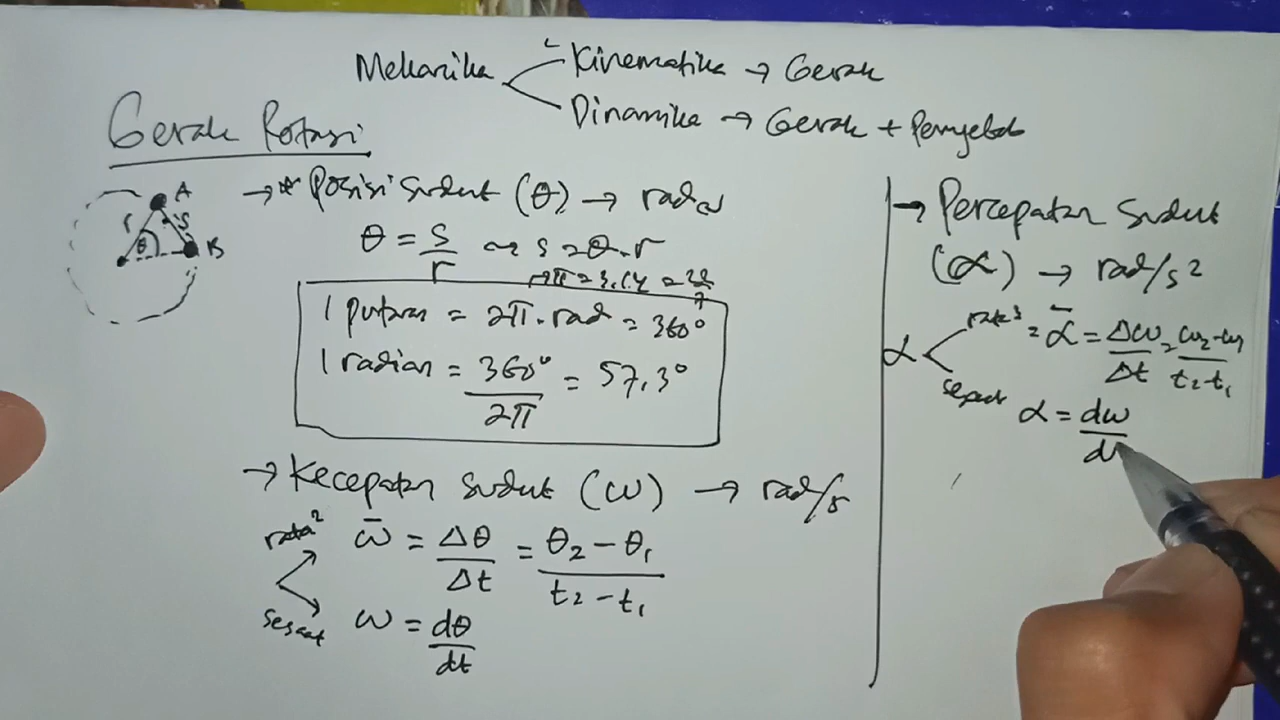 Mekanika
Kinematika → Gerak
Dinamika → Gerak + Penyebab
Gerak Rotasi
A
r
S
θ
B
→ * Posisi Sudut (θ) → rad
θ = s/r ~ s = θ.r
→ π = 3,14 = 22/7
1 putaran = 2π.rad = 360°
1 radian = 360°/2π = 57,3°
→ Kecepatan Sudut (ω) → rad/s
rata² ω̄ = Δθ/Δt = θ2 − θ1/t2 − t1
sesaat ω = dθ/dt
→ Percepatan Sudut
(α) → rad/s²
α
rata² = ᾱ = Δω/Δt = ω2-ω1/t2-t1
sesaat α = dω/d